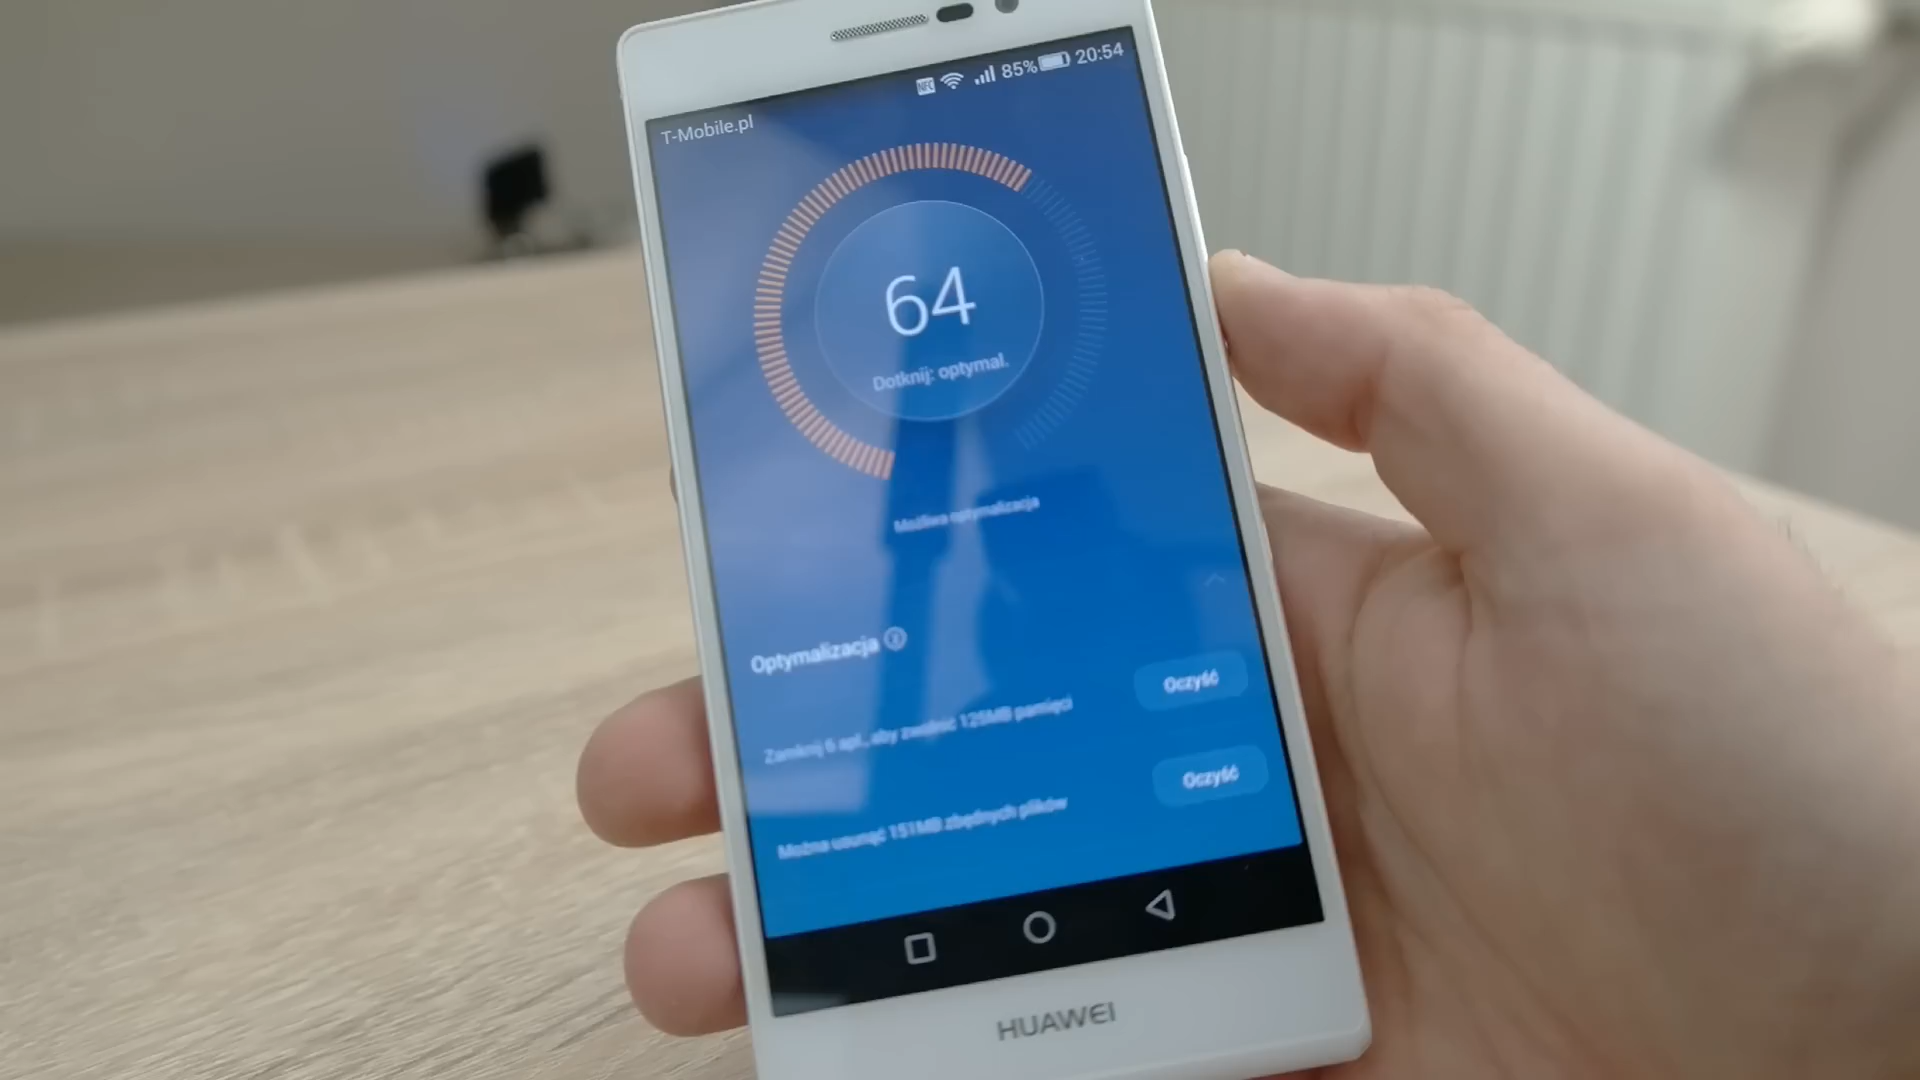 NFC 85% 20:54
T-Mobile.pl
64
Dotknij: optymal.
Możliwa optymalizacja
Optymalizacja
Zamknij 6 apl., aby zwolnić 125MB pamięci
Oczyść
Można usunąć 151MB zbędnych plików
Oczyść
HUAWEI